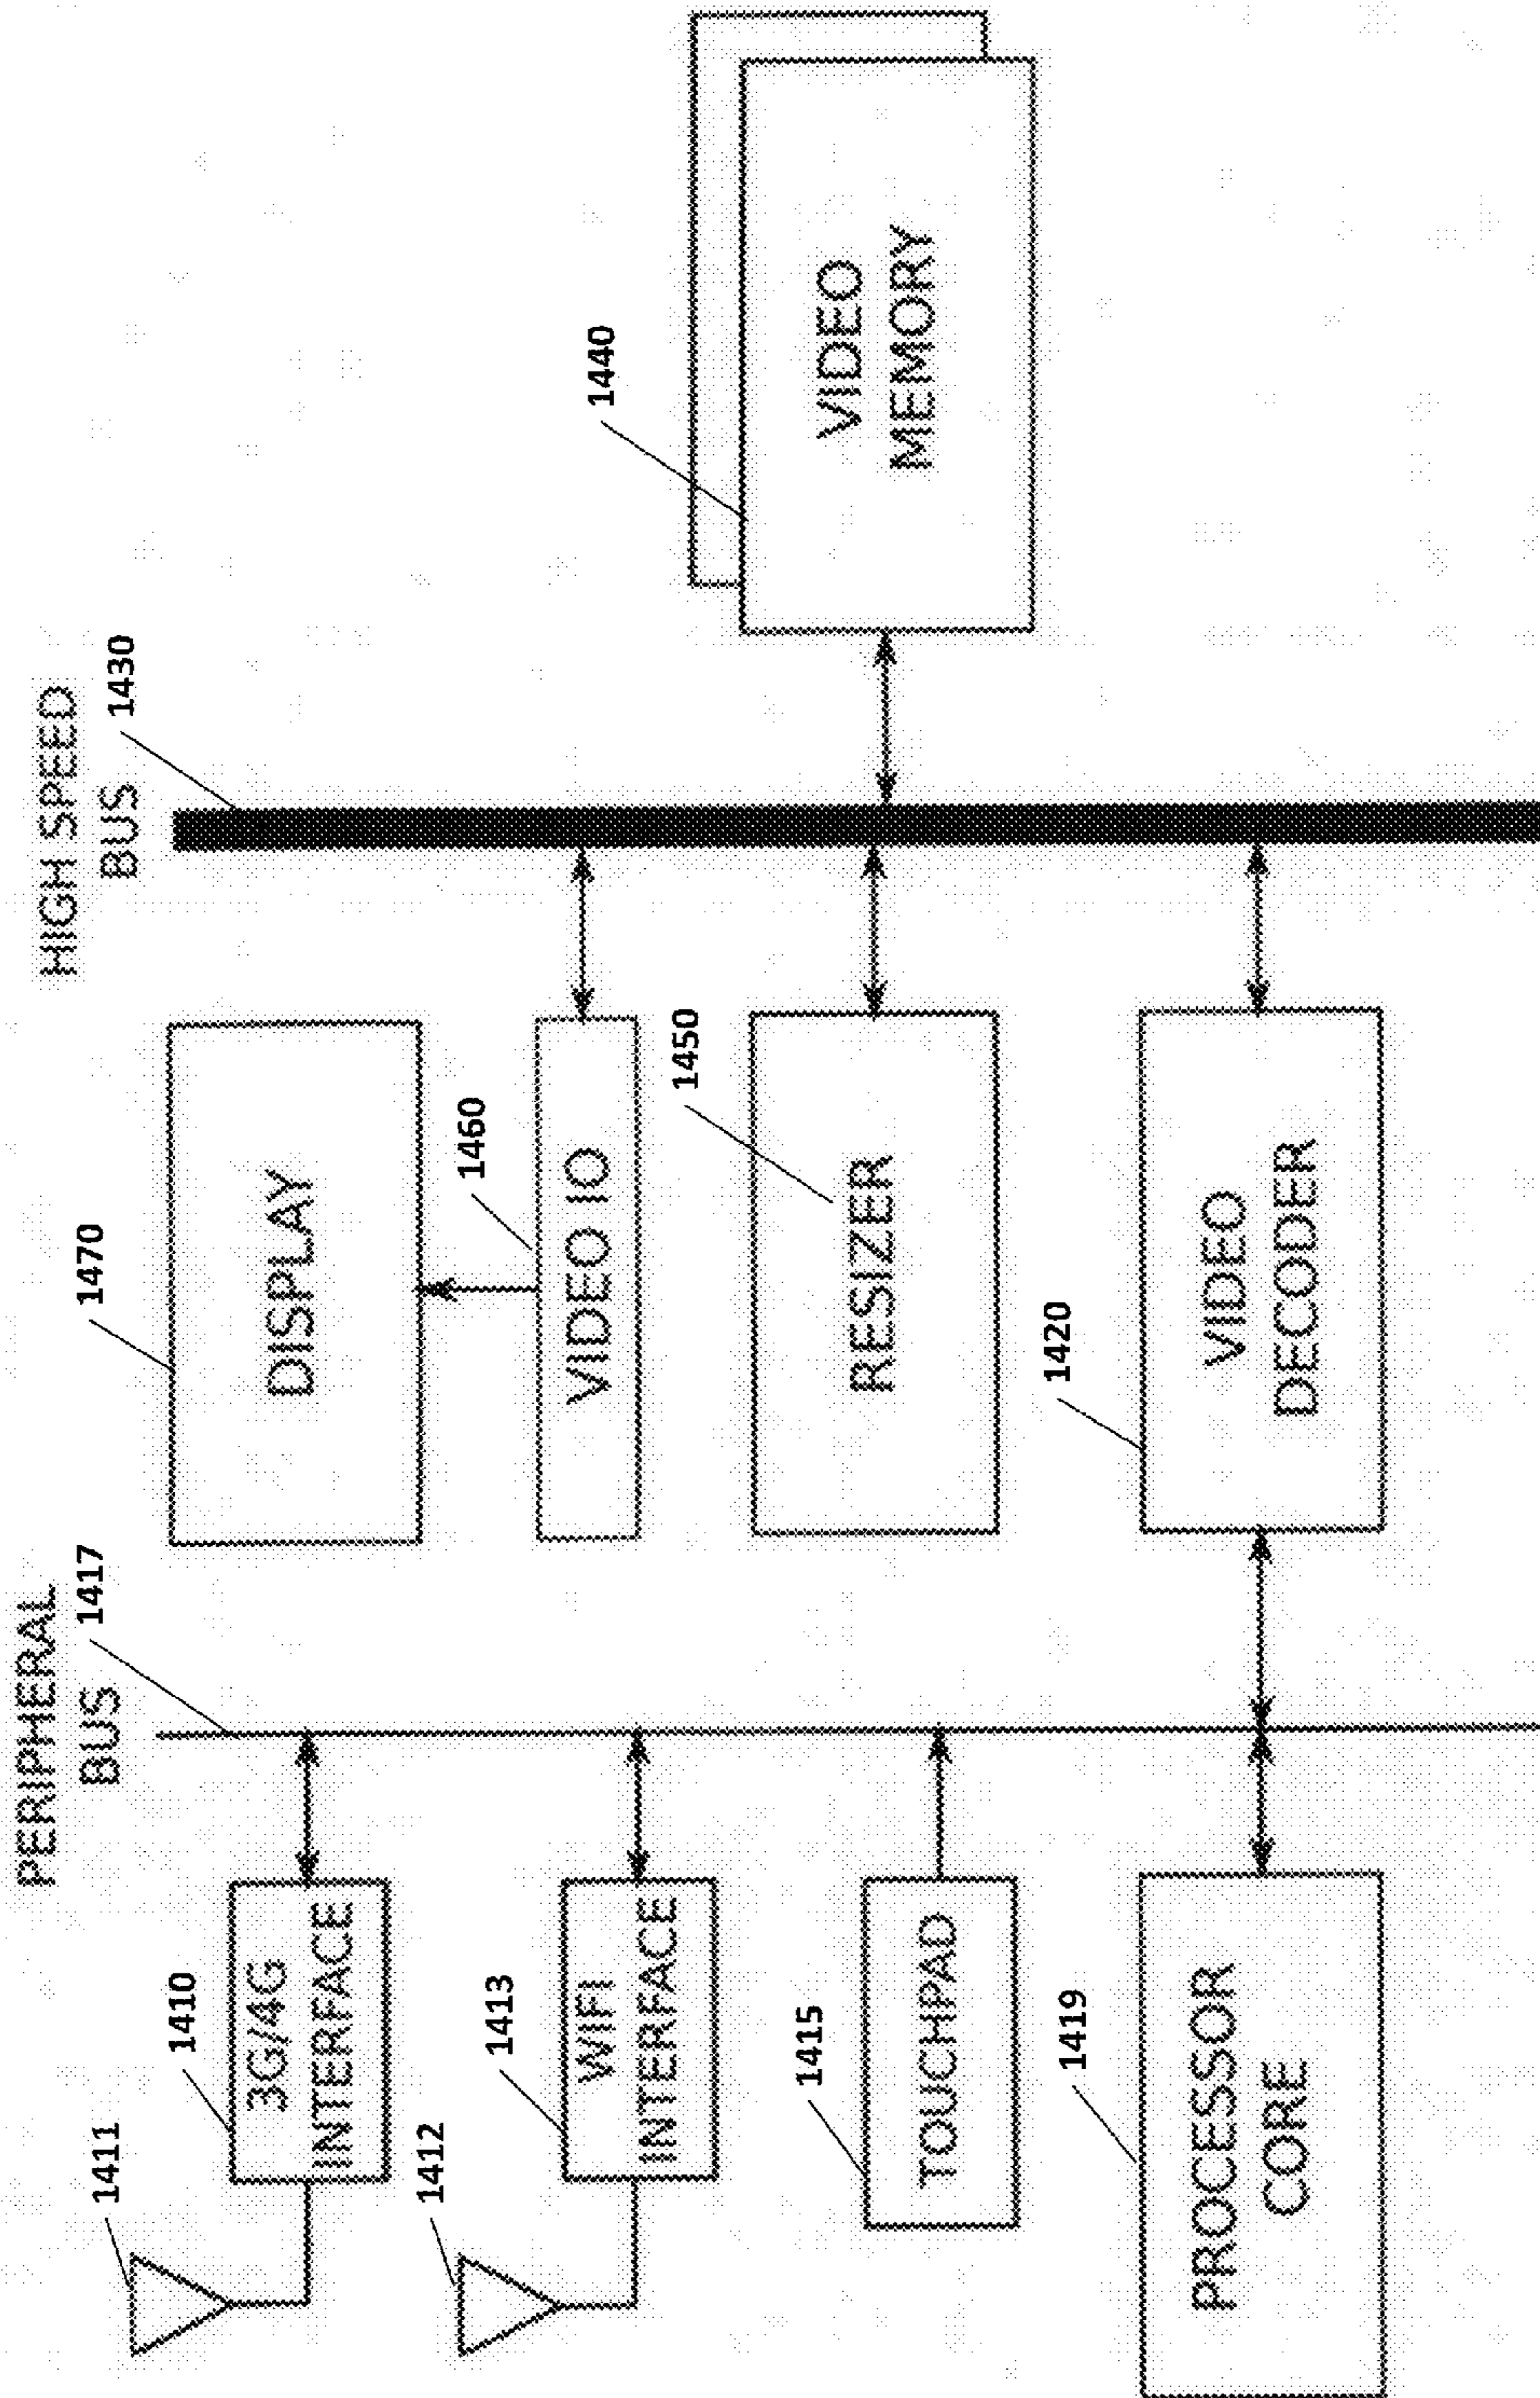 PERIPHERAL
BUS
1417
HIGH SPEED
BUS
1430
1411
1410
3G/4G
INTERFACE
1412
1413
WIFI
INTERFACE
1415
TOUCHPAD
1419
PROCESSOR
CORE
1470
DISPLAY
1460
VIDEO IO
1450
RESIZER
1420
VIDEO
DECODER
1440
VIDEO
MEMORY